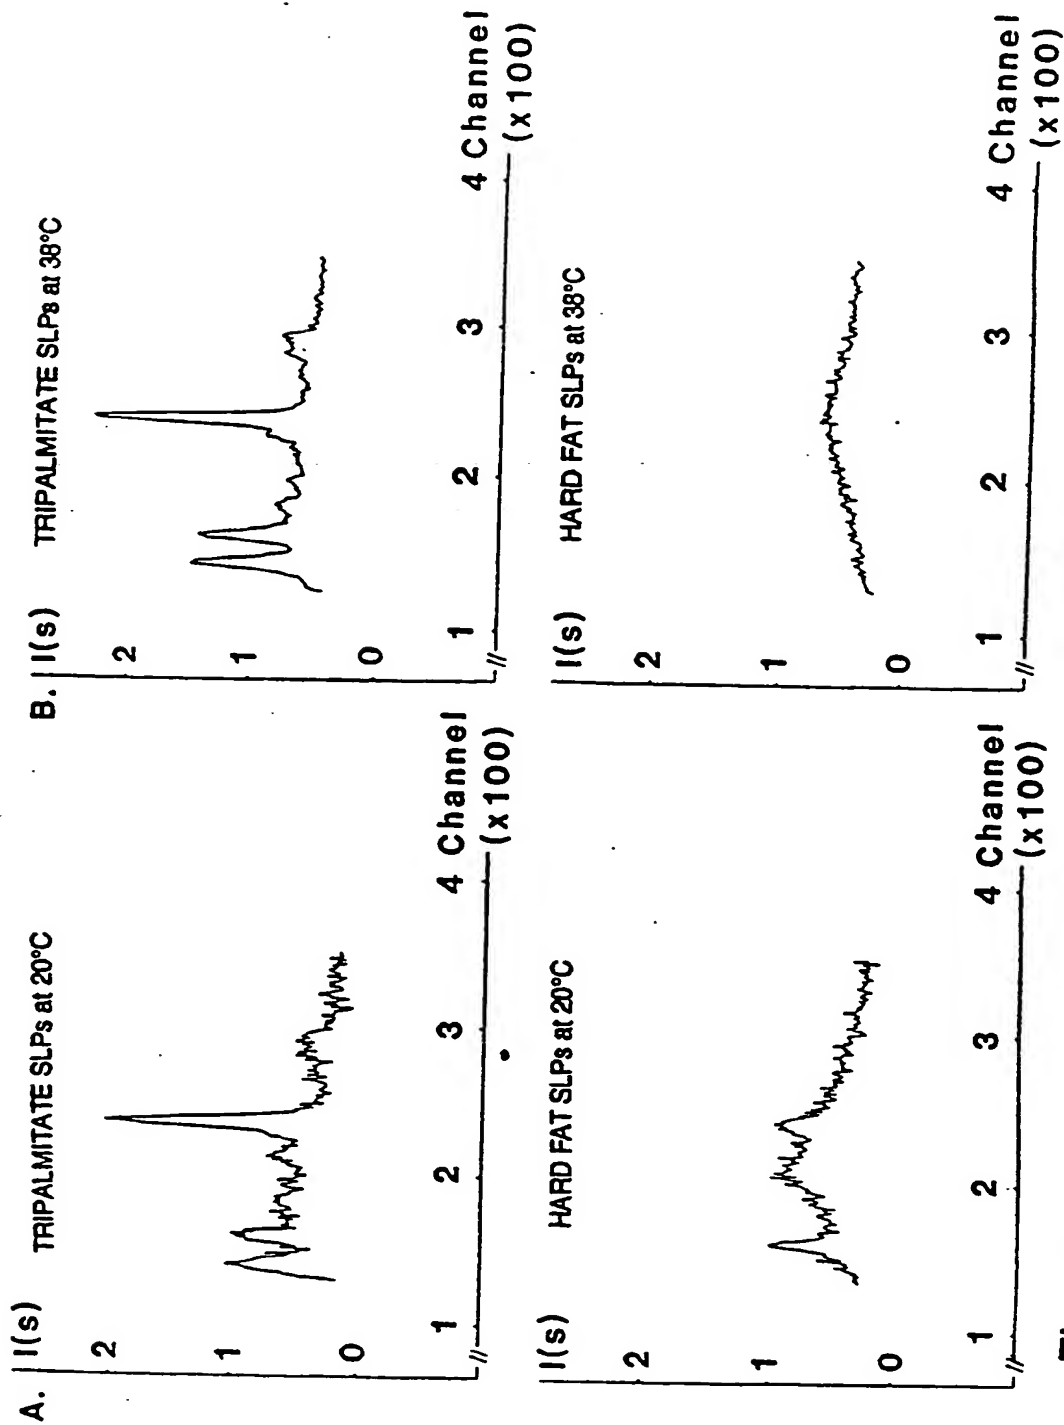 A.
I(s)
TRIPALMITATE SLPs at 20°C
2
1
0
1
2
3
4 Channel
(x100)
I(s)
HARD FAT SLPs at 20°C
2
1
0
1
2
3
4 Channel
(x100)
B.
I(s)
TRIPALMITATE SLPs at 38°C
2
1
0
1
2
3
4 Channel
(x100)
I(s)
HARD FAT SLPs at 38°C
2
1
0
1
2
3
4 Channel
(x100)